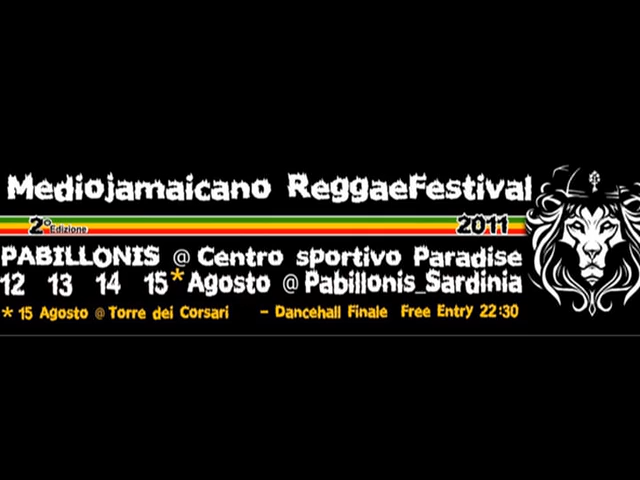 Mediojamaicano ReggaeFestival
2° Edizione 2011
PABILLONIS @ Centro sportivo Paradise
12 13 14 15* Agosto @ Pabillonis_Sardinia
* 15 Agosto @ Torre dei Corsari - Dancehall Finale Free Entry 22:30